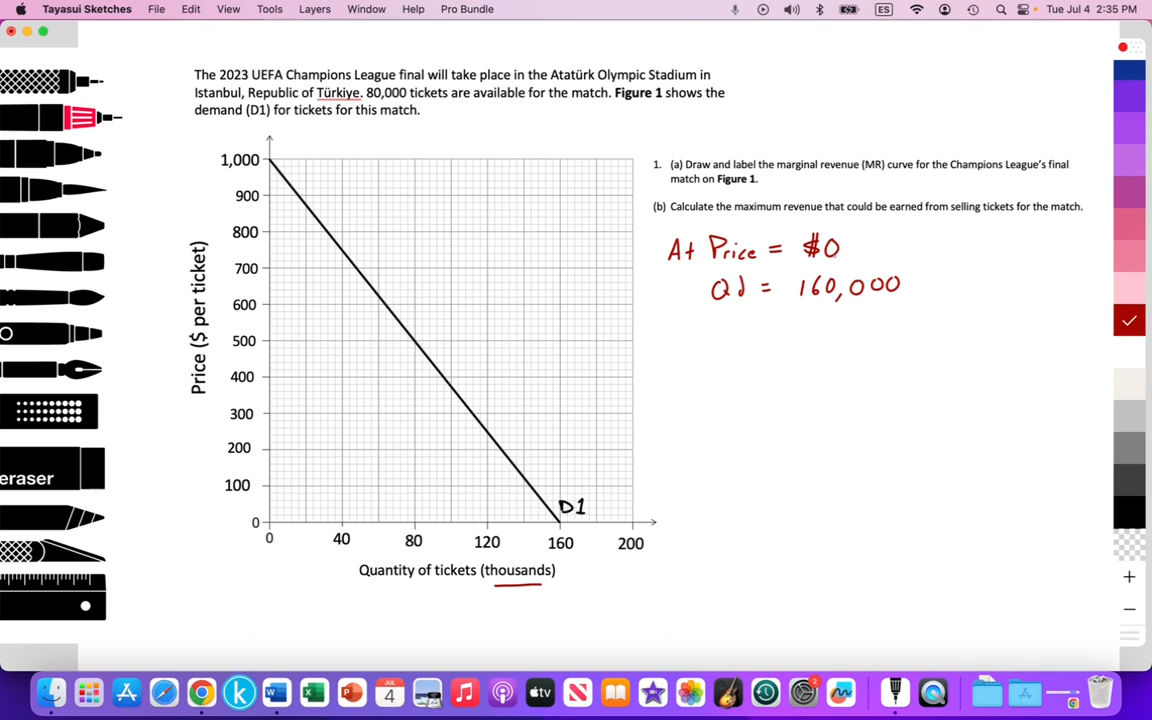 Tayasui Sketches File Edit View Tools Layers Window Help Pro Bundle ES Tue Jul 4 2:35 PM
The 2023 UEFA Champions League final will take place in the Atatürk Olympic Stadium in
Istanbul, Republic of Türkiye. 80,000 tickets are available for the match. Figure 1 shows the
demand (D1) for tickets for this match.
1. (a) Draw and label the marginal revenue (MR) curve for the Champions League's final
match on Figure 1.
(b) Calculate the maximum revenue that could be earned from selling tickets for the match.
At Price = $0
Qd = 160,000
Price ($ per ticket)
1,000
900
800
700
600
500
400
300
200
100
0
D1
0 40 80 120 160 200
Quantity of tickets (thousands)
eraser
JUL
4
tv
2